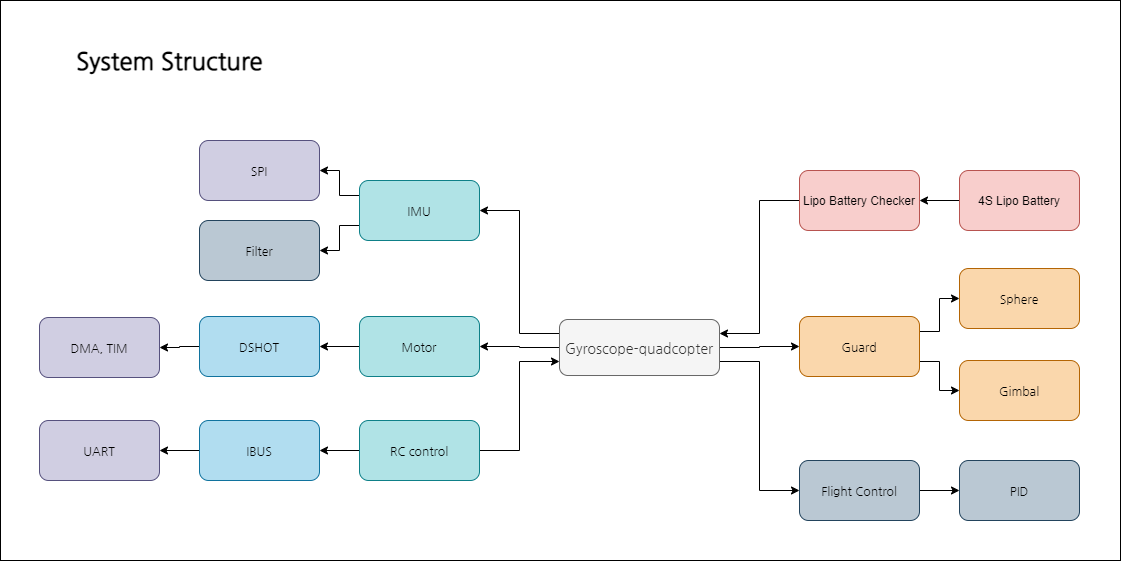 System Structure
SPI
IMU
Filter
Lipo Battery Checker
4S Lipo Battery
Sphere
DMA, TIM
DSHOT
Motor
Gyroscope-quadcopter
Guard
Gimbal
UART
IBUS
RC control
Flight Control
PID